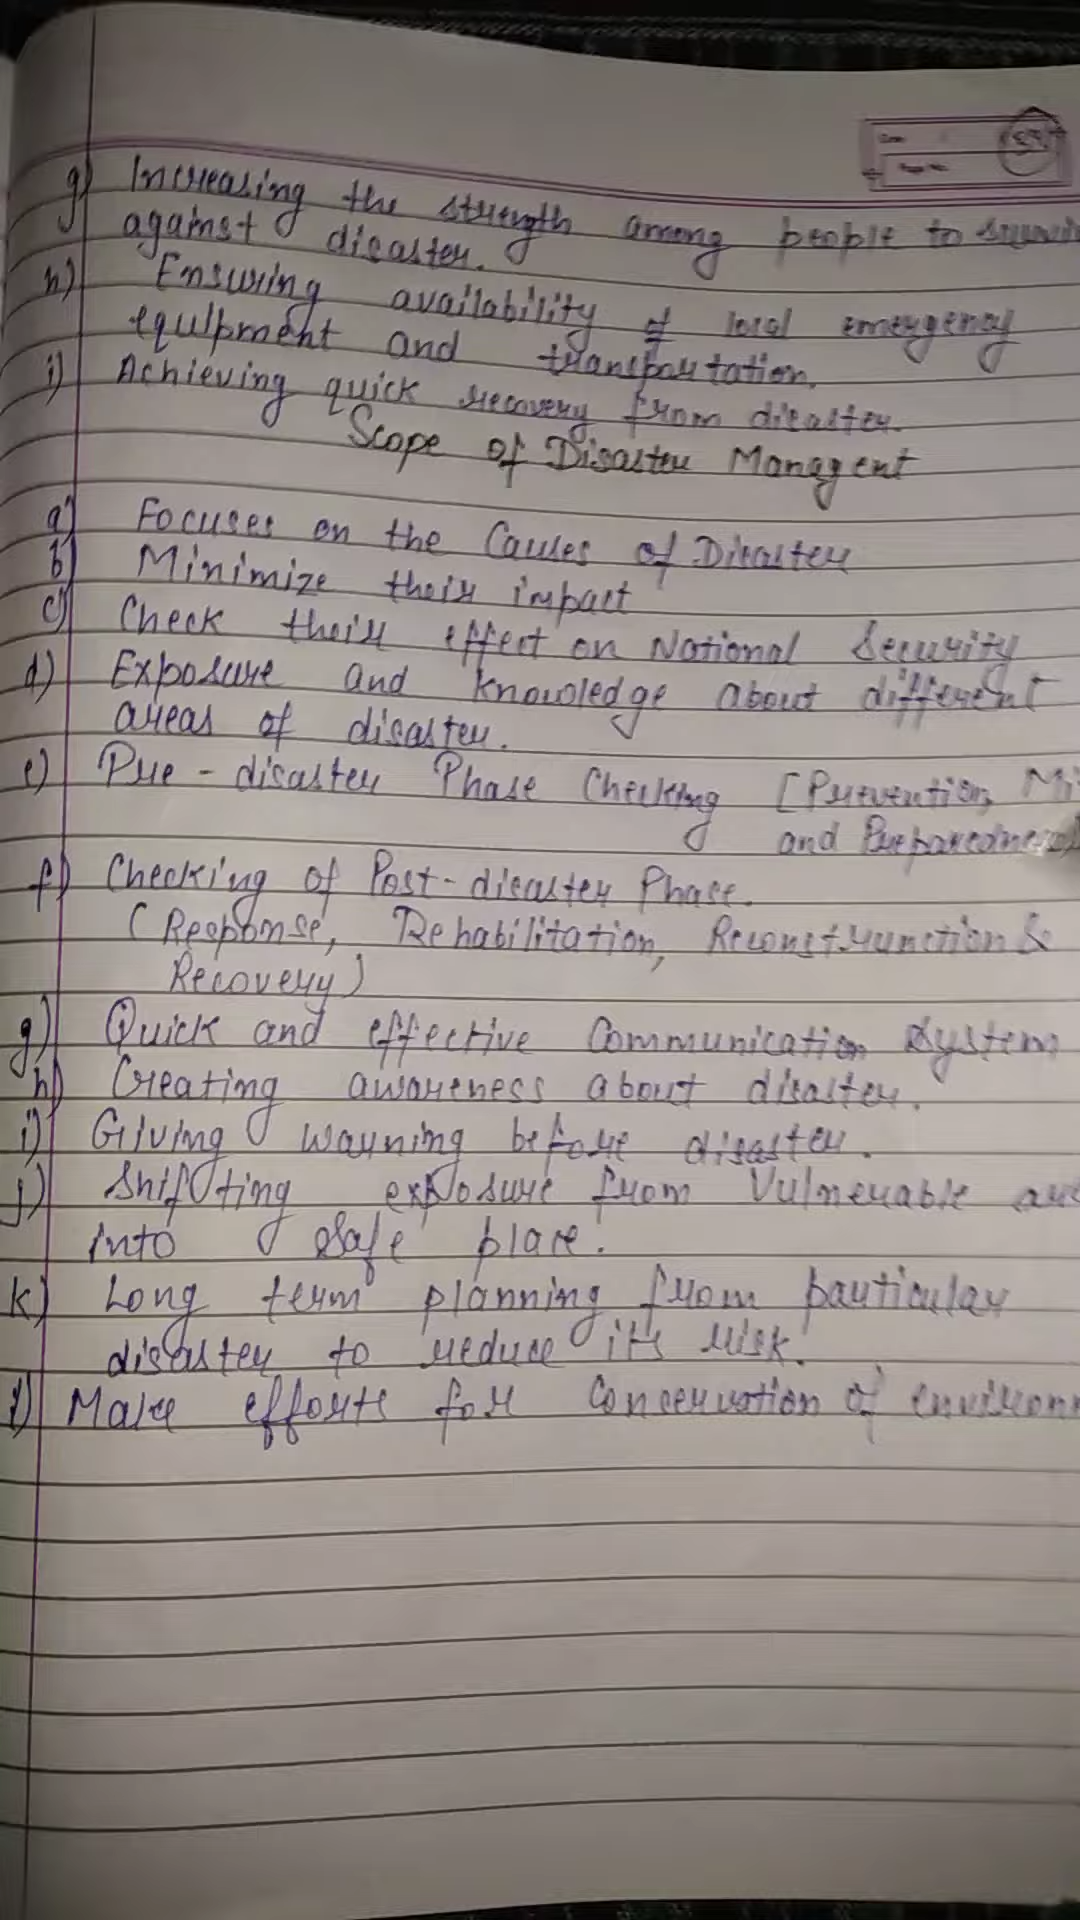 g) Increasing the strength among people to
against disaster.
h) Ensuring availability of local emergency
equipment and transportation.
i) Achieving quick recovery from disaster.
Scope of Disaster Managent
a) Focuses on the Causes of Disaster
b) Minimize their impact
c) Check their effect on National Security
d) Exposure and knowledge about different
areas of disaster.
e) Pre-disaster Phase Checking [Prevention, Mi
and Preparedness)
f) Checking of Post-disaster Phase.
(Response, Rehabilitation, Reconstrunction &
Recovery)
g) Quick and effective Communication System
h) Creating awareness about disaster.
i) Giving warning before disaster.
j) Shifting exposure from Vulnerable
into safe place.
k) Long term planning from particular
disaster to reduce its risk.
l) Make efforts for Conservation of environm